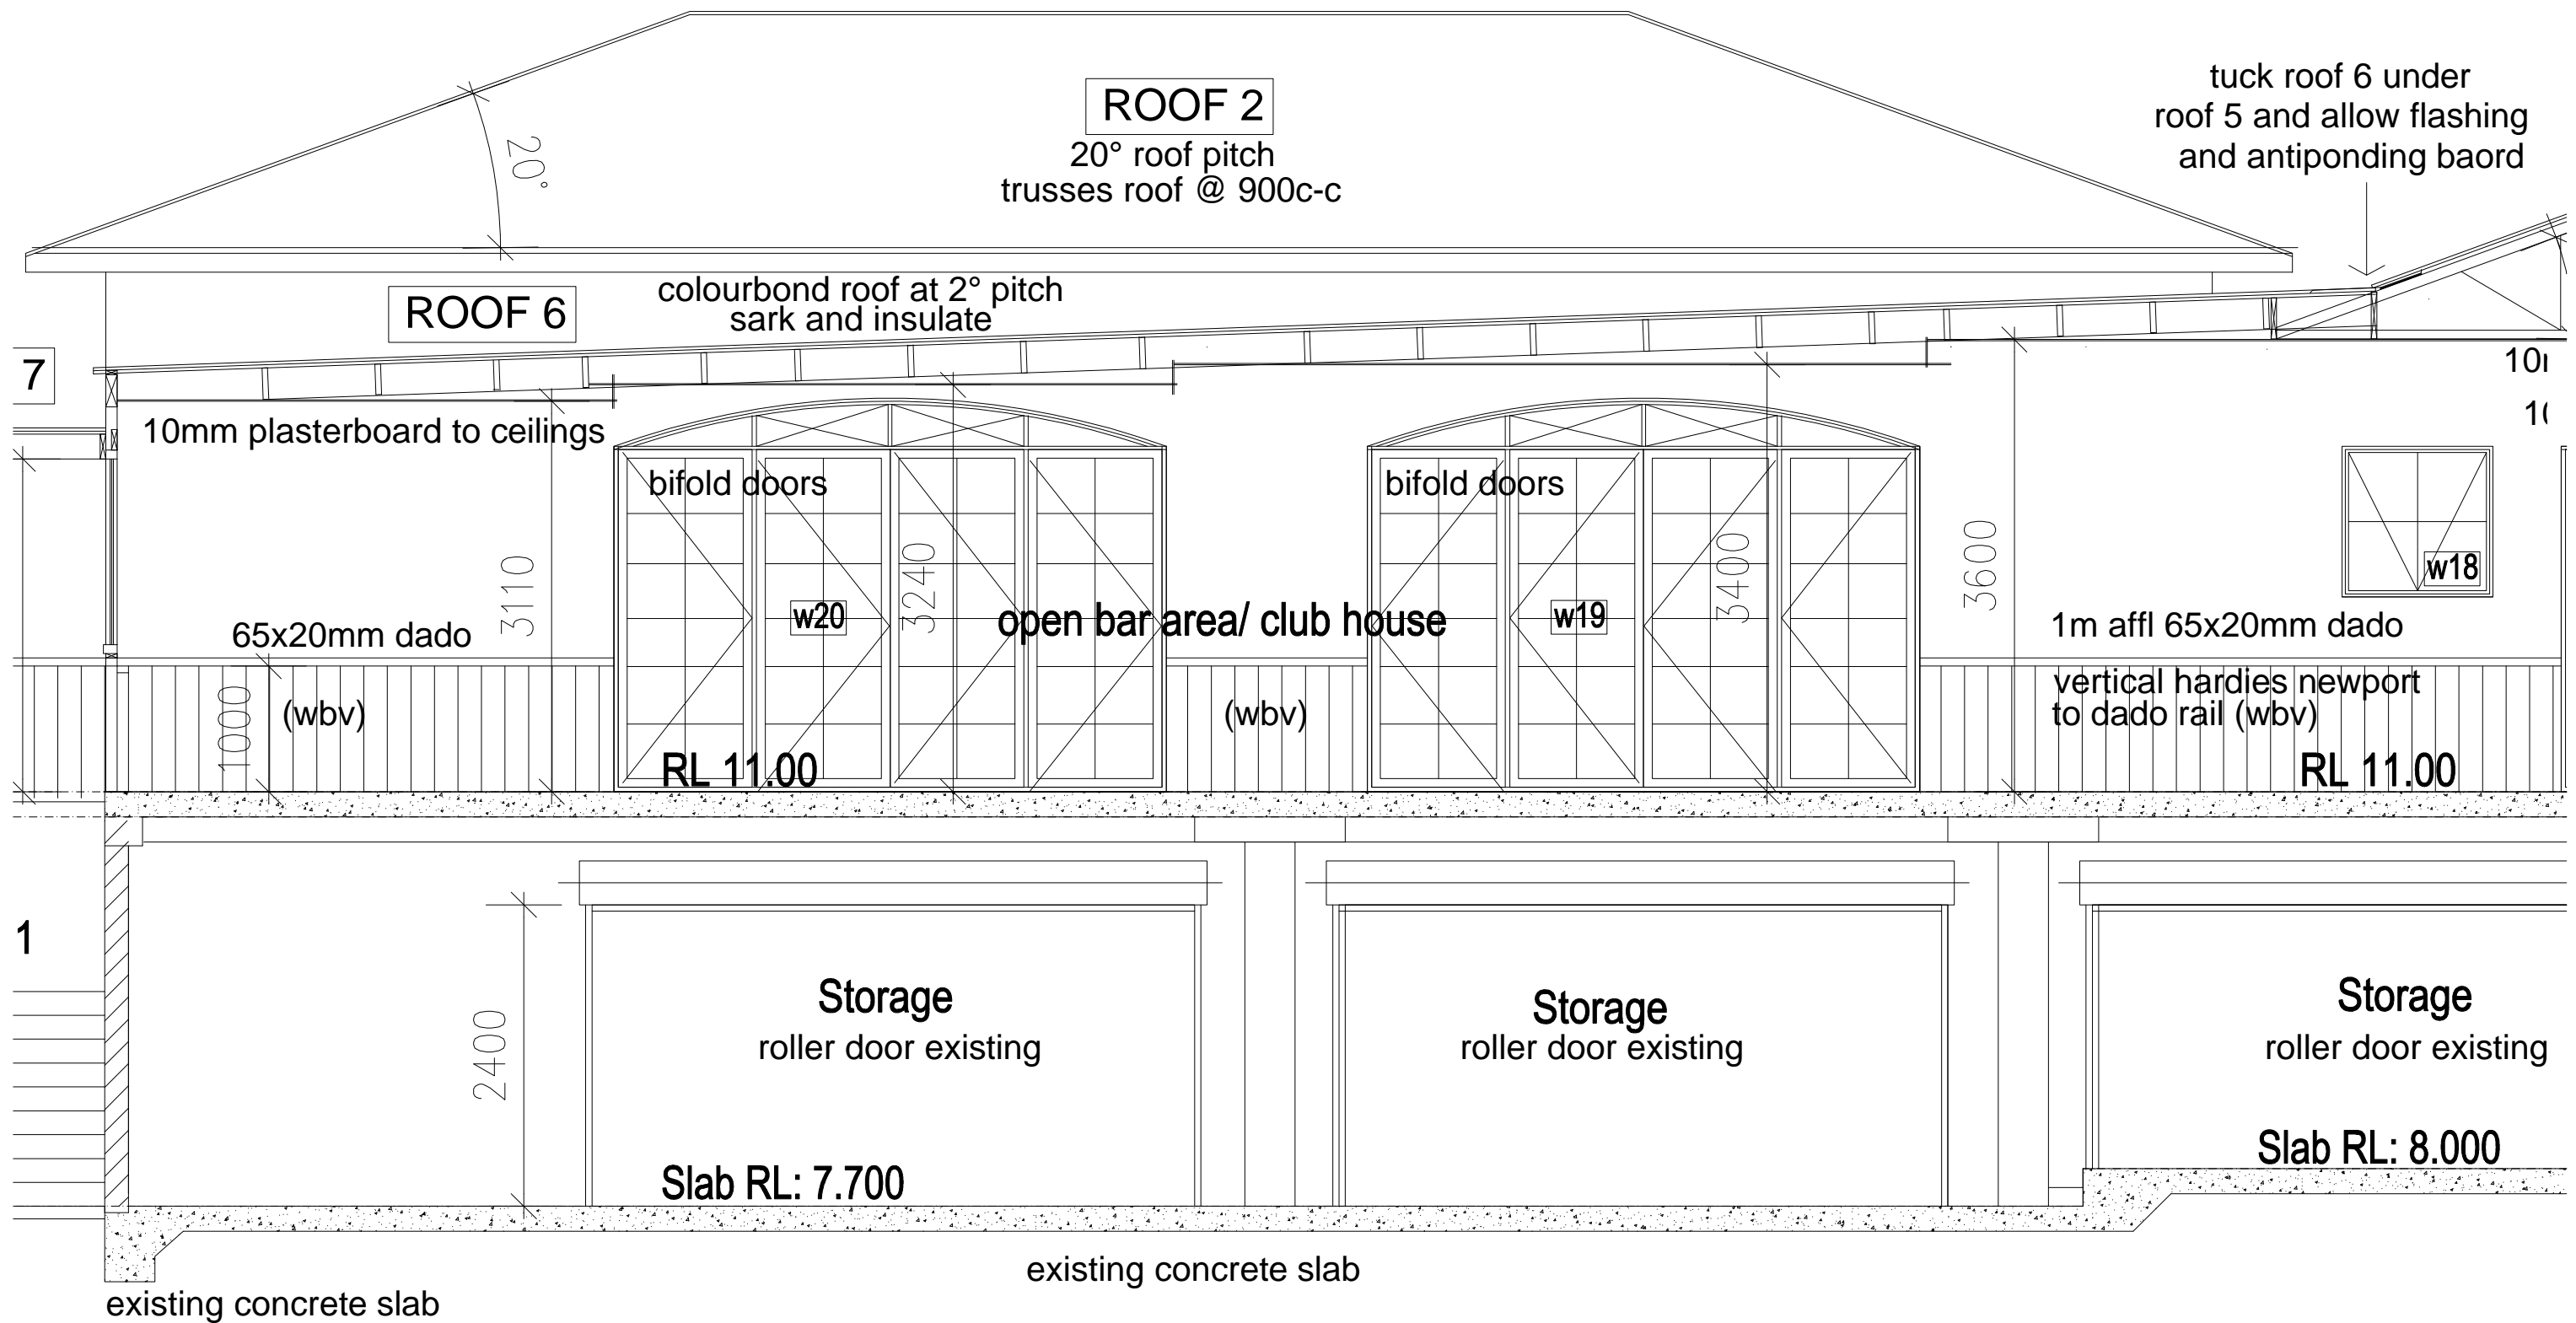 ROOF 2
20° roof pitch
trusses roof @ 900c-c
tuck roof 6 under
roof 5 and allow flashing
and antiponding baord
20°
ROOF 6
colourbond roof at 2° pitch
sark and insulate
7
10mm plasterboard to ceilings
bifold doors
bifold doors
3110
3240
3400
3600
w20
open bar area/ club house
w19
w18
65x20mm dado
1m affl 65x20mm dado
1000
(wbv)
(wbv)
vertical hardies newport
to dado rail (wbv)
RL 11.00
RL 11.00
1
2400
Storage
roller door existing
Storage
roller door existing
Storage
roller door existing
Slab RL: 7.700
Slab RL: 8.000
existing concrete slab
existing concrete slab